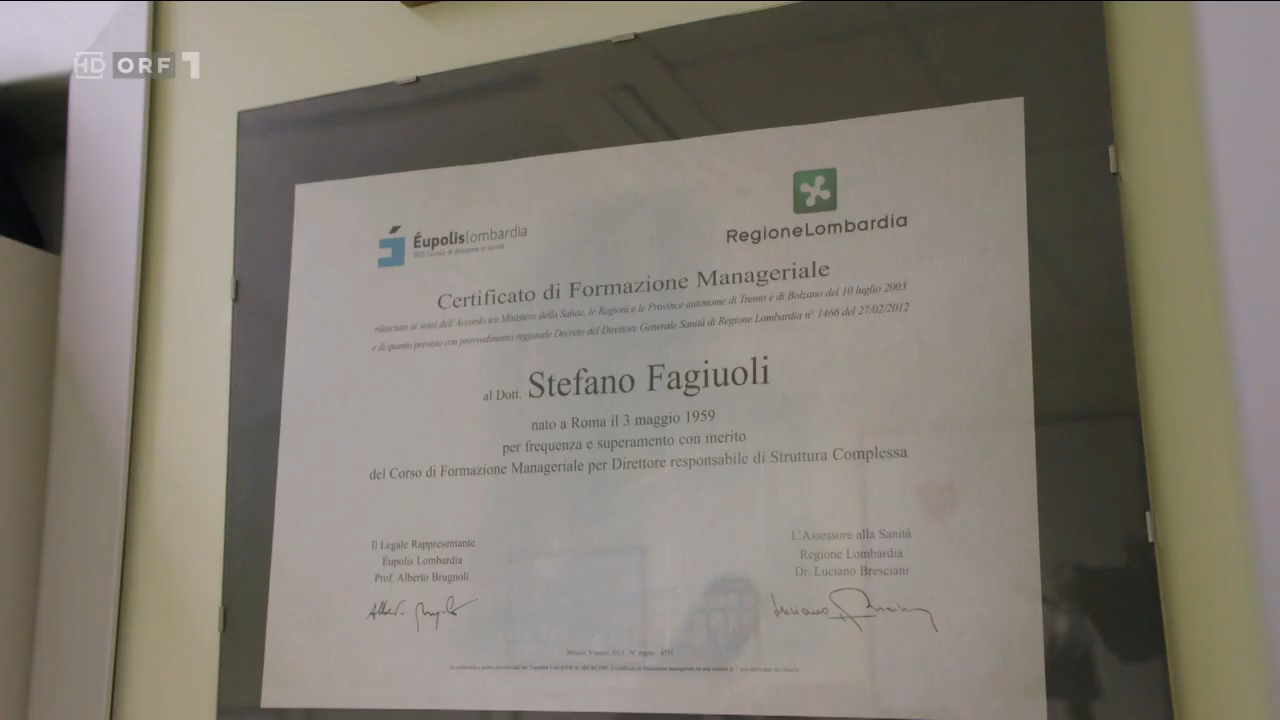 HD ORF 1
Éupolislombardia
RegioneLombardia
Certificato di Formazione Manageriale
rilasciato ai sensi dell'Accordo tra Ministero della Salute, le Regioni e le Province autonome di Trento e di Bolzano del 10 luglio 2003
e di quanto previsto con provvedimento regionale Decreto del Direttore Generale Sanità di Regione Lombardia n° 1466 del 27/02/2012
al Dott. Stefano Fagiuoli
nato a Roma il 3 maggio 1959
per frequenza e superamento con merito
del Corso di Formazione Manageriale per Direttore responsabile di Struttura Complessa
Il Legale Rappresentante
Éupolis Lombardia
Prof. Alberto Brugnoli
L'Assessore alla Sanità
Regione Lombardia
Dr. Luciano Bresciani